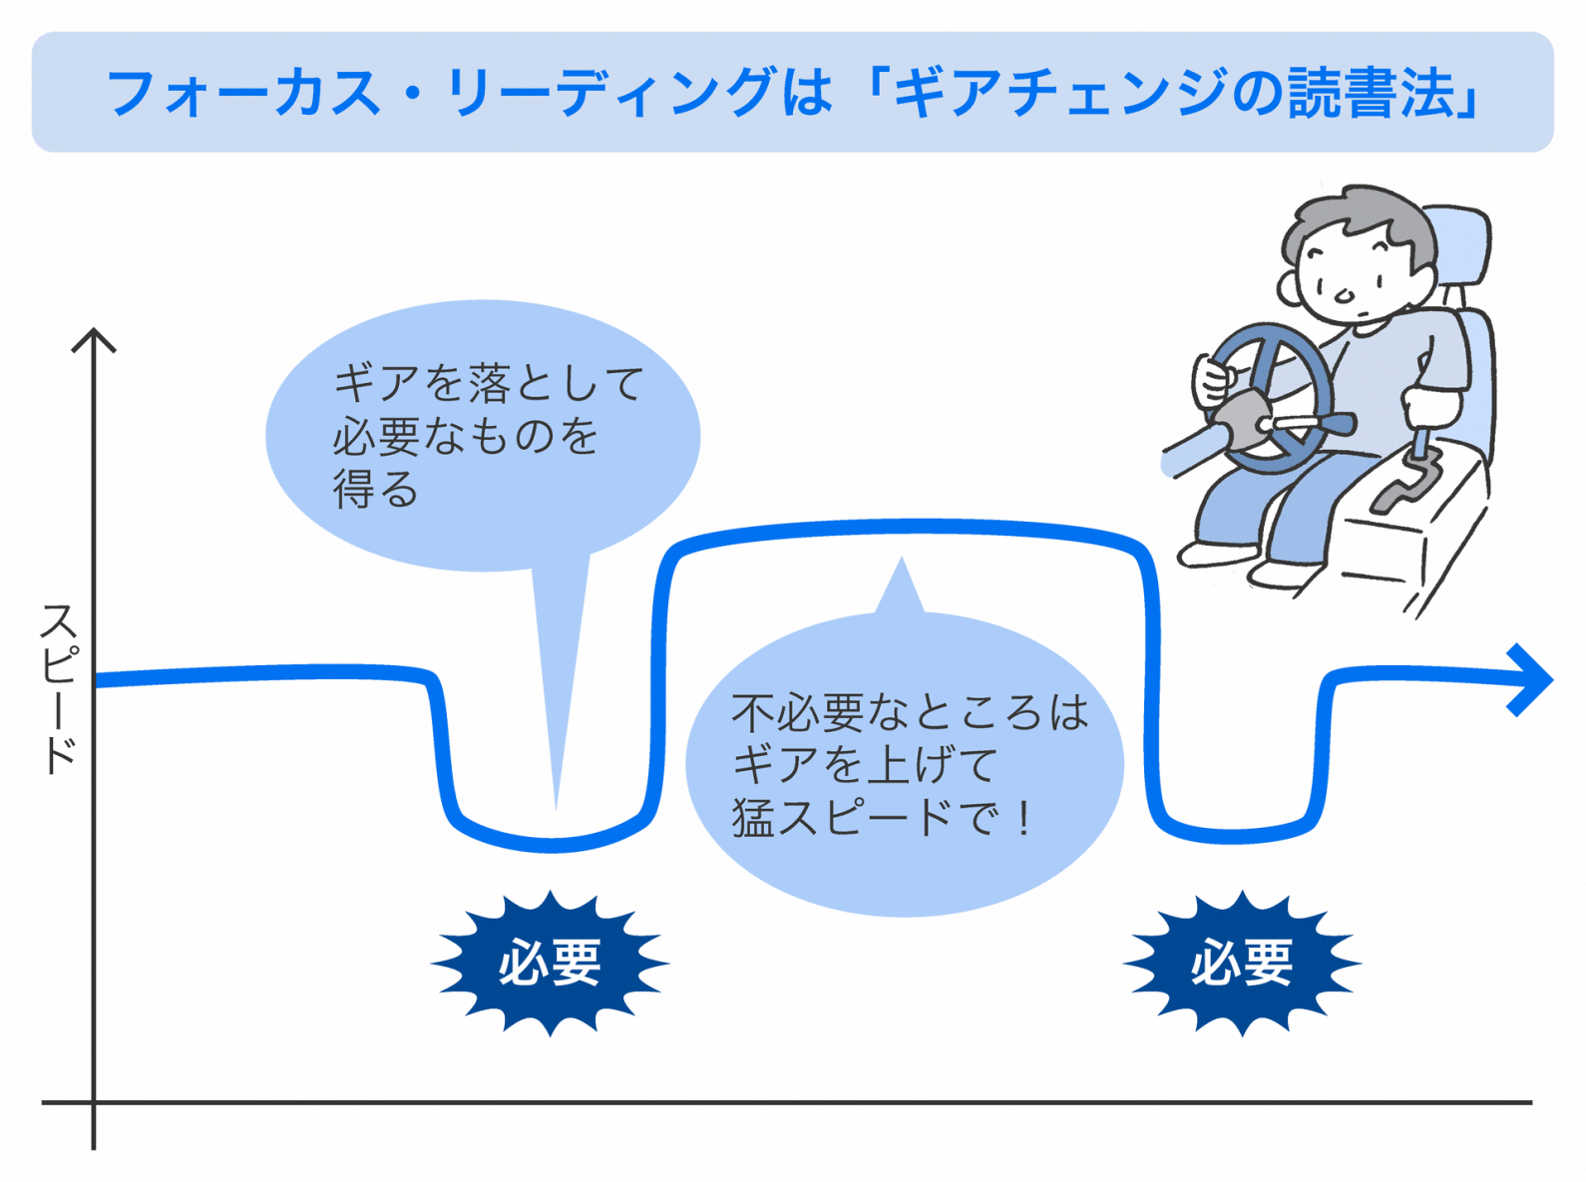 フォーカス・リーディングは「ギアチェンジの読書法」
ギアを落として
必要なものを
得る
スピード
不必要なところは
ギアを上げて
猛スピードで！
必要
必要